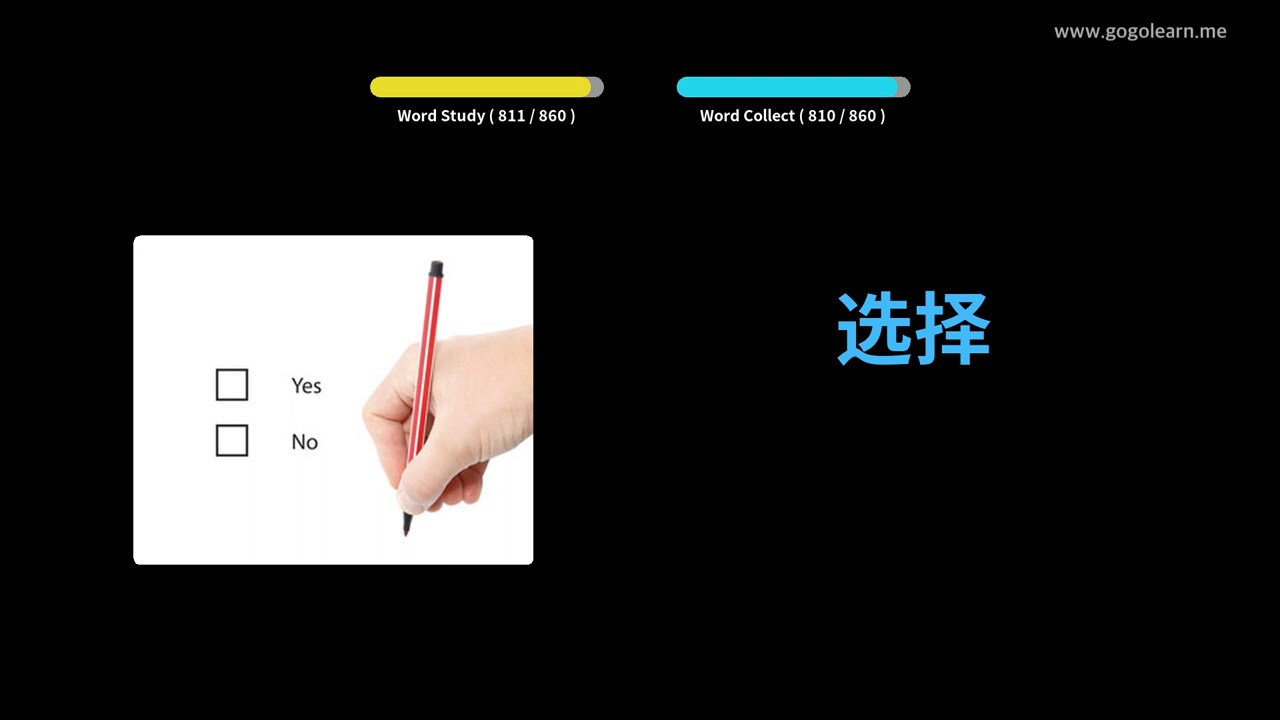 www.gogolearn.me
Word Study ( 811 / 860 )
Word Collect ( 810 / 860 )
选择
Yes
No